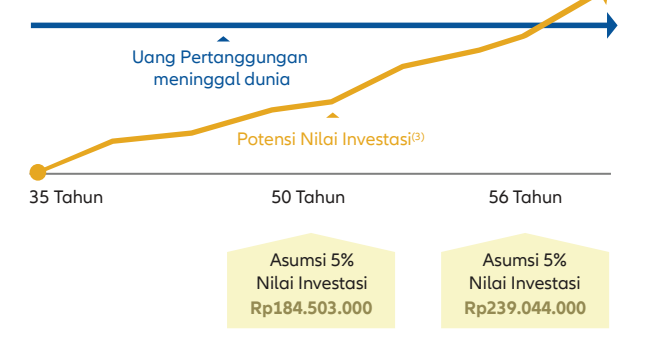 Uang Pertanggungan
meninggal dunia
Potensi Nilai Investasi(3)
35 Tahun
50 Tahun
56 Tahun
Asumsi 5%
Nilai Investasi
Rp184.503.000
Asumsi 5%
Nilai Investasi
Rp239.044.000